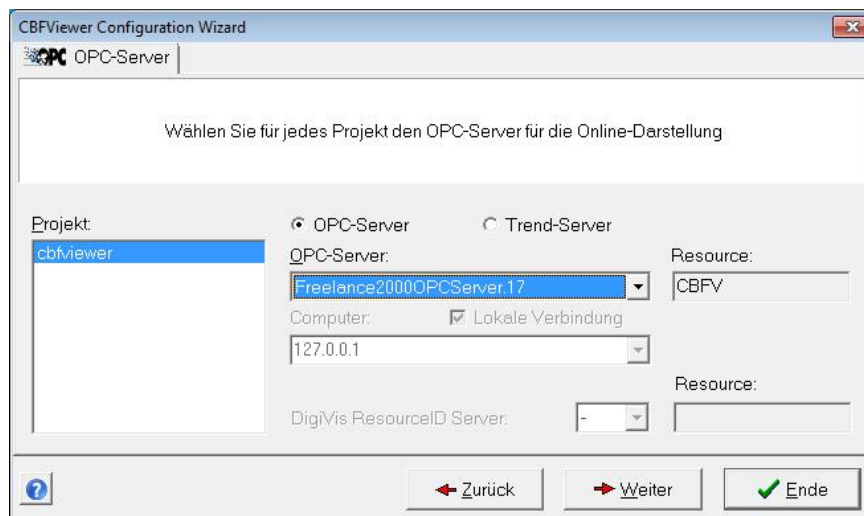 CBFViewer Configuration Wizard
OPC OPC-Server
Wählen Sie für jedes Projekt den OPC-Server für die Online-Darstellung
Projekt:
cbfviewer
OPC-Server
Trend-Server
OPC-Server:
Resource:
Freelance2000OPCServer.17
CBFV
Computer:
Lokale Verbindung
127.0.0.1
Resource:
DigiVis ResourceID Server:
-
?
Zurück
Weiter
Ende